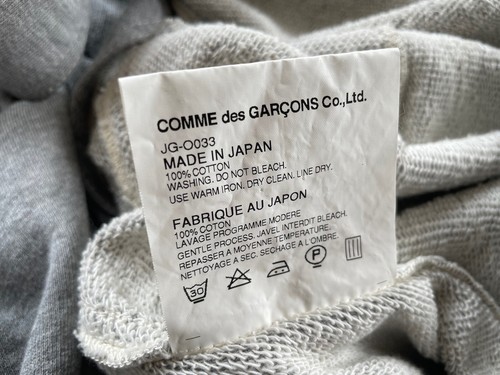 COMME des GARÇONS Co.,Ltd.
JG-O033
MADE IN JAPAN
100% COTTON
WASHING. DO NOT BLEACH.
USE WARM IRON. DRY CLEAN. LINE DRY.
FABRIQUE AU JAPON
100% COTON
LAVAGE PROGRAMME MODERE
GENTLE PROCESS. JAVEL INTERDIT BLEACH.
REPASSER A MOYENNE TEMPERATURE.
NETTOYAGE A SEC. SECHAGE A L'OMBRE.
30 P